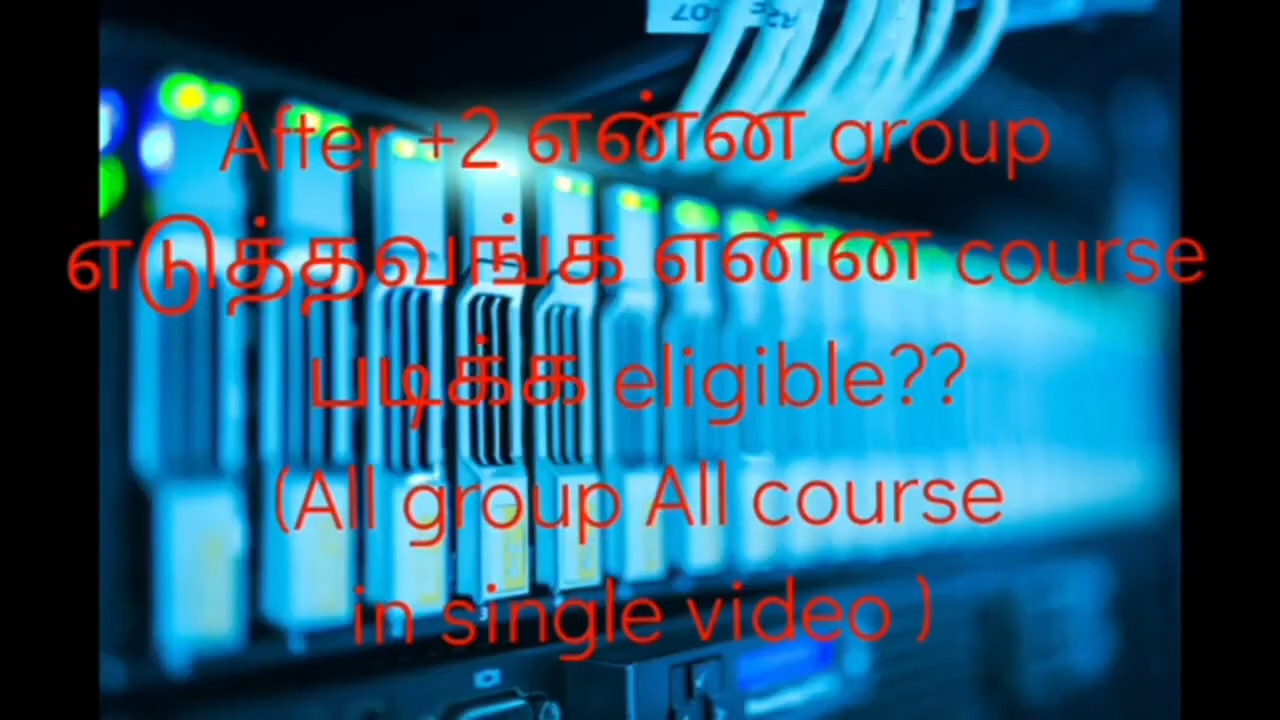 After +2 என்ன group
எடுத்தவங்க என்ன course
படிக்க eligible??
(All group All course
in single video )